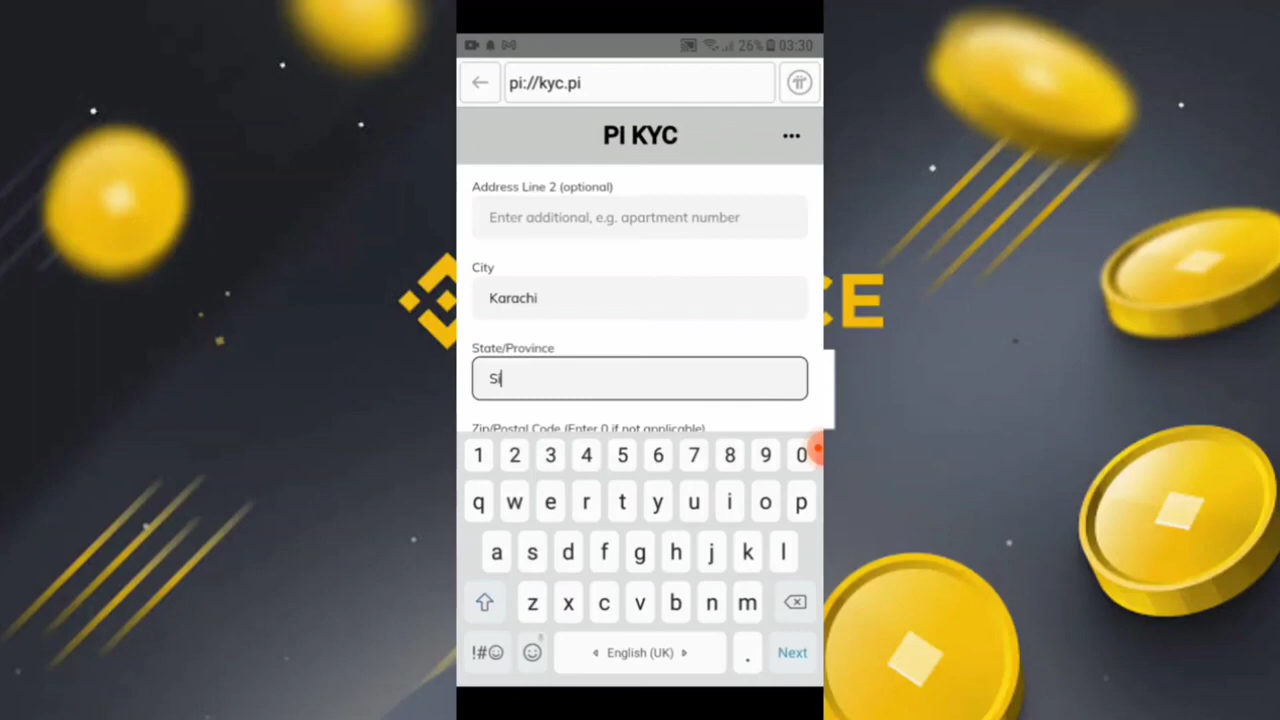 26% 03:30
pi://kyc.pi
PI KYC
Address Line 2 (optional)
Enter additional, e.g. apartment number
City
Karachi
State/Province
Si
Zip/Postal Code (Enter 0 if not applicable)
CE
1 2 3 4 5 6 7 8 9 0
q w e r t y u i o p
a s d f g h j k l
z x c v b n m
!#☺ English (UK) . Next